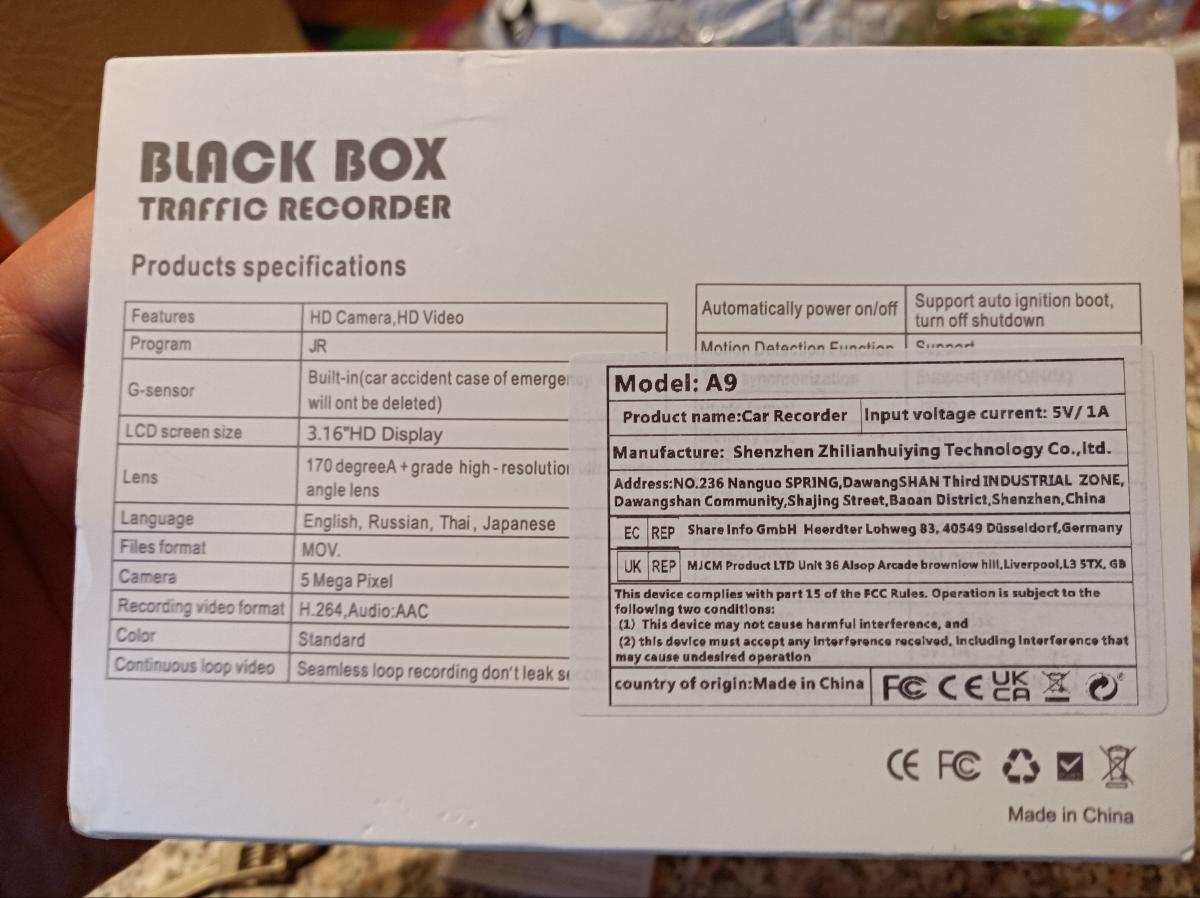 BLACK BOX
TRAFFIC RECORDER
Products specifications
Features HD Camera,HD Video
Program JR
G-sensor Built-in(car accident case of emergen
will ont be deleted)
LCD screen size 3.16"HD Display
Lens 170 degreeA+grade high-resolution
angle lens
Language English, Russian, Thai, Japanese
Files format MOV.
Camera 5 Mega Pixel
Recording video format H.264,Audio:AAC
Color Standard
Continuous loop video Seamless loop recording don't leak
Automatically power on/off Support auto ignition boot,
turn off shutdown
Motion Detection Function Support
Model: A9
Product name:Car Recorder Input voltage current: 5V/ 1A
Manufacture: Shenzhen Zhilianhuiying Technology Co.,ltd.
Address:NO.236 Nanguo SPRING,DawangSHAN Third INDUSTRIAL ZONE,
Dawangshan Community,Shajing Street,Baoan District,Shenzhen,China
EC REP Share Info GmbH Heerdter Lohweg 83, 40549 Düsseldorf,Germany
UK REP MJCM Product LTD Unit 36 Alsop Arcade brownlow hill,Liverpool,L3 5TX, GB
This device complies with part 15 of the FCC Rules. Operation is subject to the
following two conditions:
(1) This device may not cause harmful interference, and
(2) this device must accept any interference received, including interference that
may cause undesired operation
country of origin:Made in China FC CE UK
CA
CE FC
Made in China